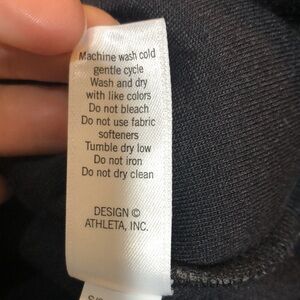 Machine wash cold
gentle cycle
Wash and dry
with like colors
Do not bleach
Do not use fabric
softeners
Tumble dry low
Do not iron
Do not dry clean
DESIGN ©
ATHLETA, INC.